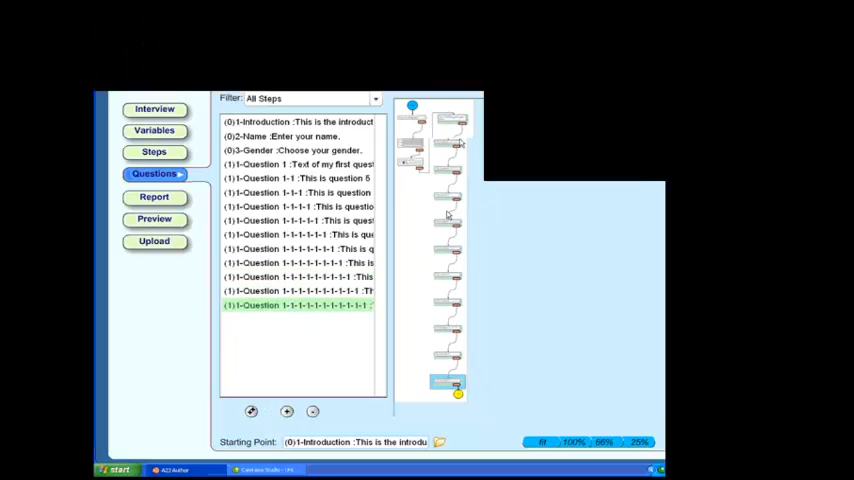 Filter: All Steps
Interview
Variables
Steps
Questions
Report
Preview
Upload
(0)1-Introduction :This is the introduct
(0)2-Name :Enter your name.
(0)3-Gender :Choose your gender.
(1)1-Question 1 :Text of my first quest
(1)1-Question 1-1 :This is question 5
(1)1-Question 1-1-1 :This is question
(1)1-Question 1-1-1-1 :This is questio
(1)1-Question 1-1-1-1-1 :This is quest
(1)1-Question 1-1-1-1-1-1 :This is que
(1)1-Question 1-1-1-1-1-1-1 :This is q
(1)1-Question 1-1-1-1-1-1-1-1 :This is
(1)1-Question 1-1-1-1-1-1-1-1-1 :This
(1)1-Question 1-1-1-1-1-1-1-1-1-1 :Th
(1)1-Question 1-1-1-1-1-1-1-1-1-1-1 :
Starting Point: (0)1-Introduction :This is the introdu
fit 100% 66% 25%
start A2J Author Camtasia Studio -